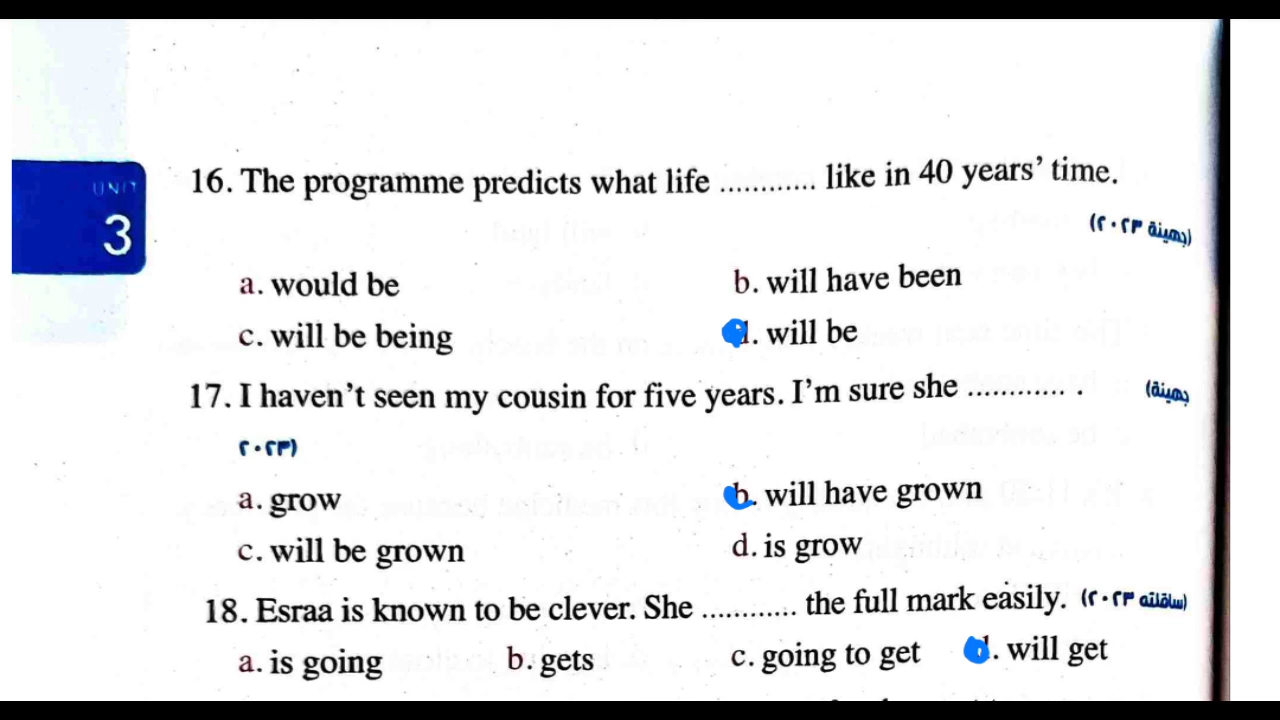 UNIT
3
16. The programme predicts what life ............ like in 40 years' time.
(جهينة ٢٠٢٣)
a. would be b. will have been
c. will be being d. will be
17. I haven't seen my cousin for five years. I'm sure she ............ . (جهينة
٢٠٢٣)
a. grow b. will have grown
c. will be grown d. is grow
18. Esraa is known to be clever. She ............ the full mark easily. (ساقلته ٢٠٢٣)
a. is going b. gets c. going to get d. will get